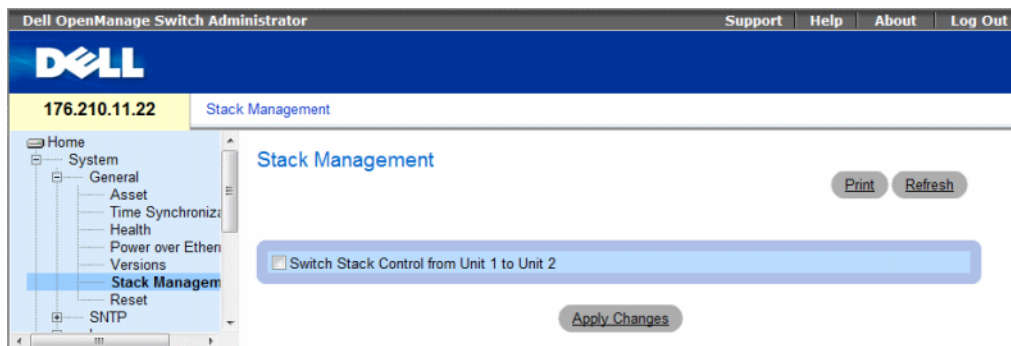 Dell OpenManage Switch Administrator Support Help About Log Out
DELL
176.210.11.22 Stack Management
Home
System
General
Asset
Time Synchroniza
Health
Power over Ethern
Versions
Stack Managem
Reset
SNTP
Stack Management
Print Refresh
Switch Stack Control from Unit 1 to Unit 2
Apply Changes